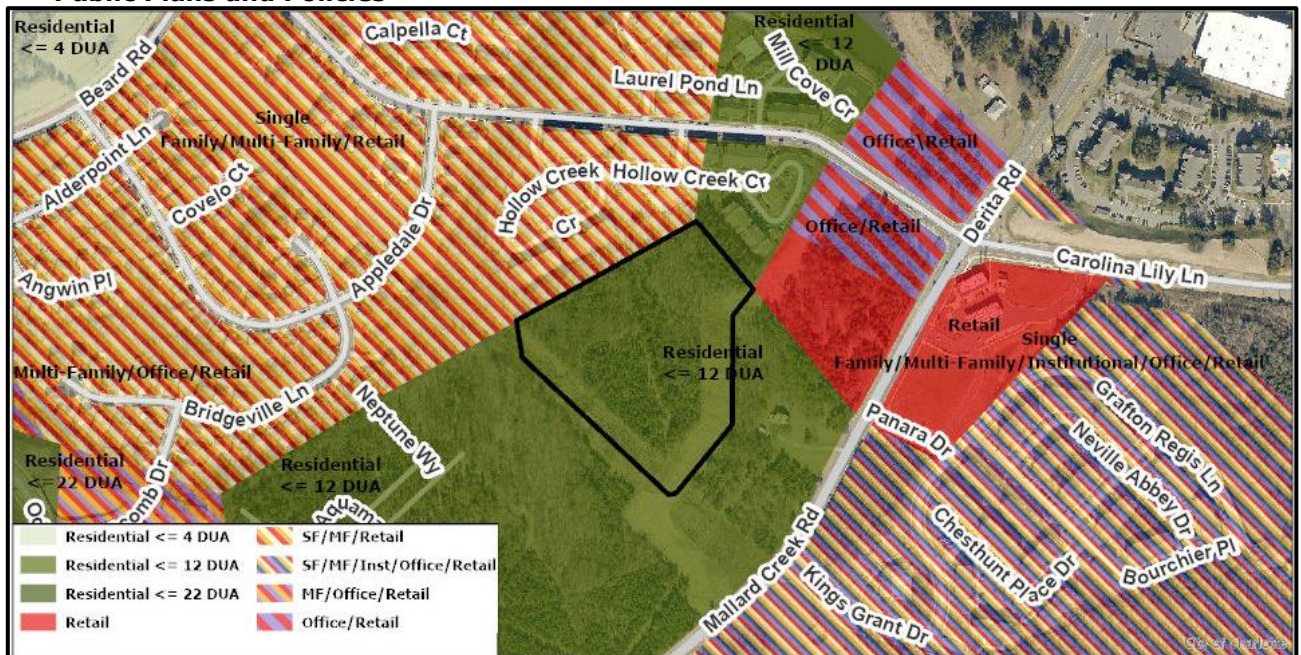 Public Plans and Policies
Residential
<= 4 DUA
Calpella Ct
Residential
<= 12
DUA
Mill Cove Cr
Beard Rd
Laurel Pond Ln
Single
Family/Multi-Family/Retail
Alderpoint Ln
Covelo Ct
Office\Retail
Hollow Creek Cr
Hollow Creek
Cr
Derita Rd
Appledale Dr
Office/Retail
Angwin Pl
Carolina Lily Ln
Retail
Single
Family/Multi-Family/Institutional/Office/Retail
Residential
<= 12 DUA
Multi-Family/Office/Retail
Bridgeville Ln
Neptune Wy
Panara Dr
Grafton Regis Ln
Neville Abbey Dr
Residential
<=22 DUA
Residential
<= 12 DUA
omb Dr
Aquama
Chesthunt Place Dr
Bourchier Pl
Mallard Creek Rd
Kings Grant Dr
Residential <= 4 DUA
SF/MF/Retail
Residential <= 12 DUA
SF/MF/Inst/Office/Retail
Residential <= 22 DUA
MF/Office/Retail
Retail
Office/Retail
City of Charlotte